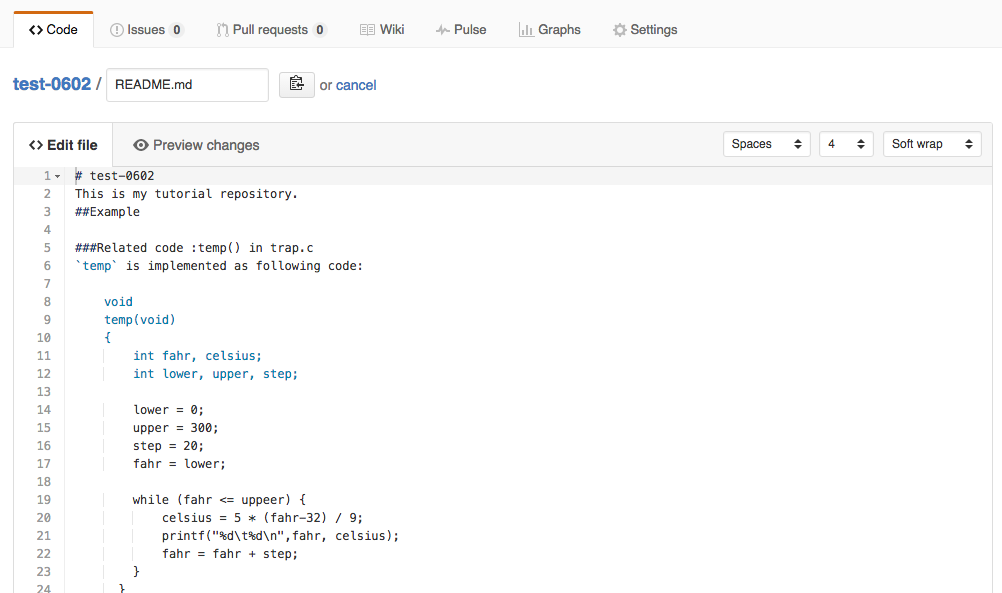 Code Issues 0 Pull requests 0 Wiki Pulse Graphs Settings
test-0602 / README.md or cancel
Edit file Preview changes Spaces 4 Soft wrap
1 # test-0602
2 This is my tutorial repository.
3 ##Example
4
5 ###Related code :temp() in trap.c
6 `temp` is implemented as following code:
7
8 void
9 temp(void)
10 {
11 int fahr, celsius;
12 int lower, upper, step;
13
14 lower = 0;
15 upper = 300;
16 step = 20;
17 fahr = lower;
18
19 while (fahr <= uppeer) {
20 celsius = 5 * (fahr-32) / 9;
21 printf("%d\t%d\n",fahr, celsius);
22 fahr = fahr + step;
23 }
24 }